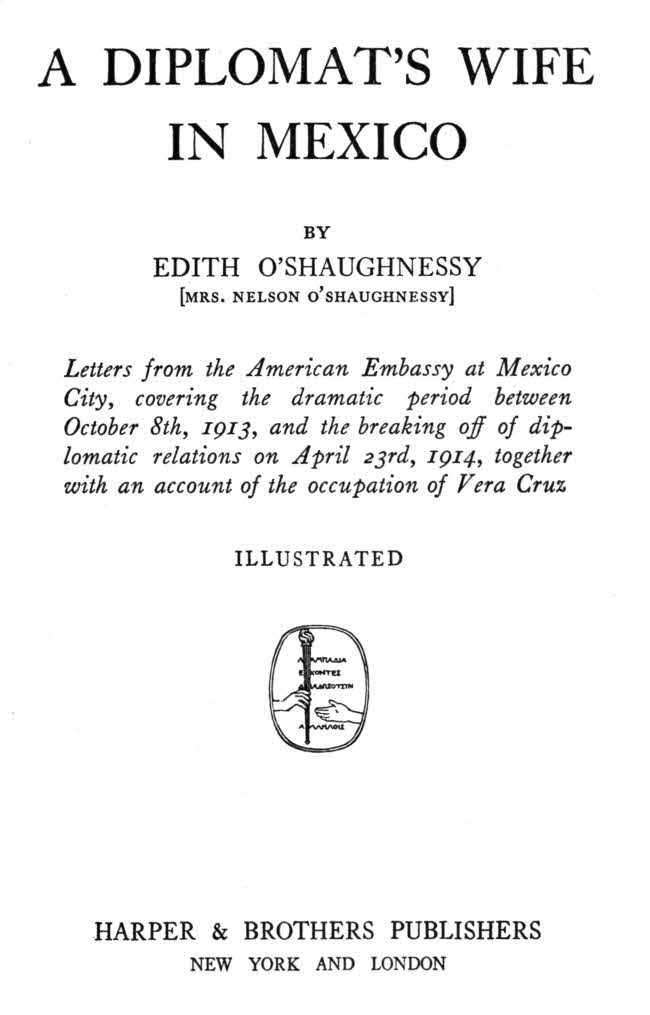 A DIPLOMAT'S WIFE
IN MEXICO
BY
EDITH O'SHAUGHNESSY
[MRS. NELSON O'SHAUGHNESSY]
Letters from the American Embassy at Mexico
City, covering the dramatic period between
October 8th, 1913, and the breaking off of dip-
lomatic relations on April 23rd, 1914, together
with an account of the occupation of Vera Cruz
ILLUSTRATED
ΛΑΜΠΑΔΙΑ
ΕΧΟΝΤΕΣ
ΔΙΑΔΩΣΟΥΣΙΝ
ΑΛΛΗΛΟΙΣ
HARPER & BROTHERS PUBLISHERS
NEW YORK AND LONDON